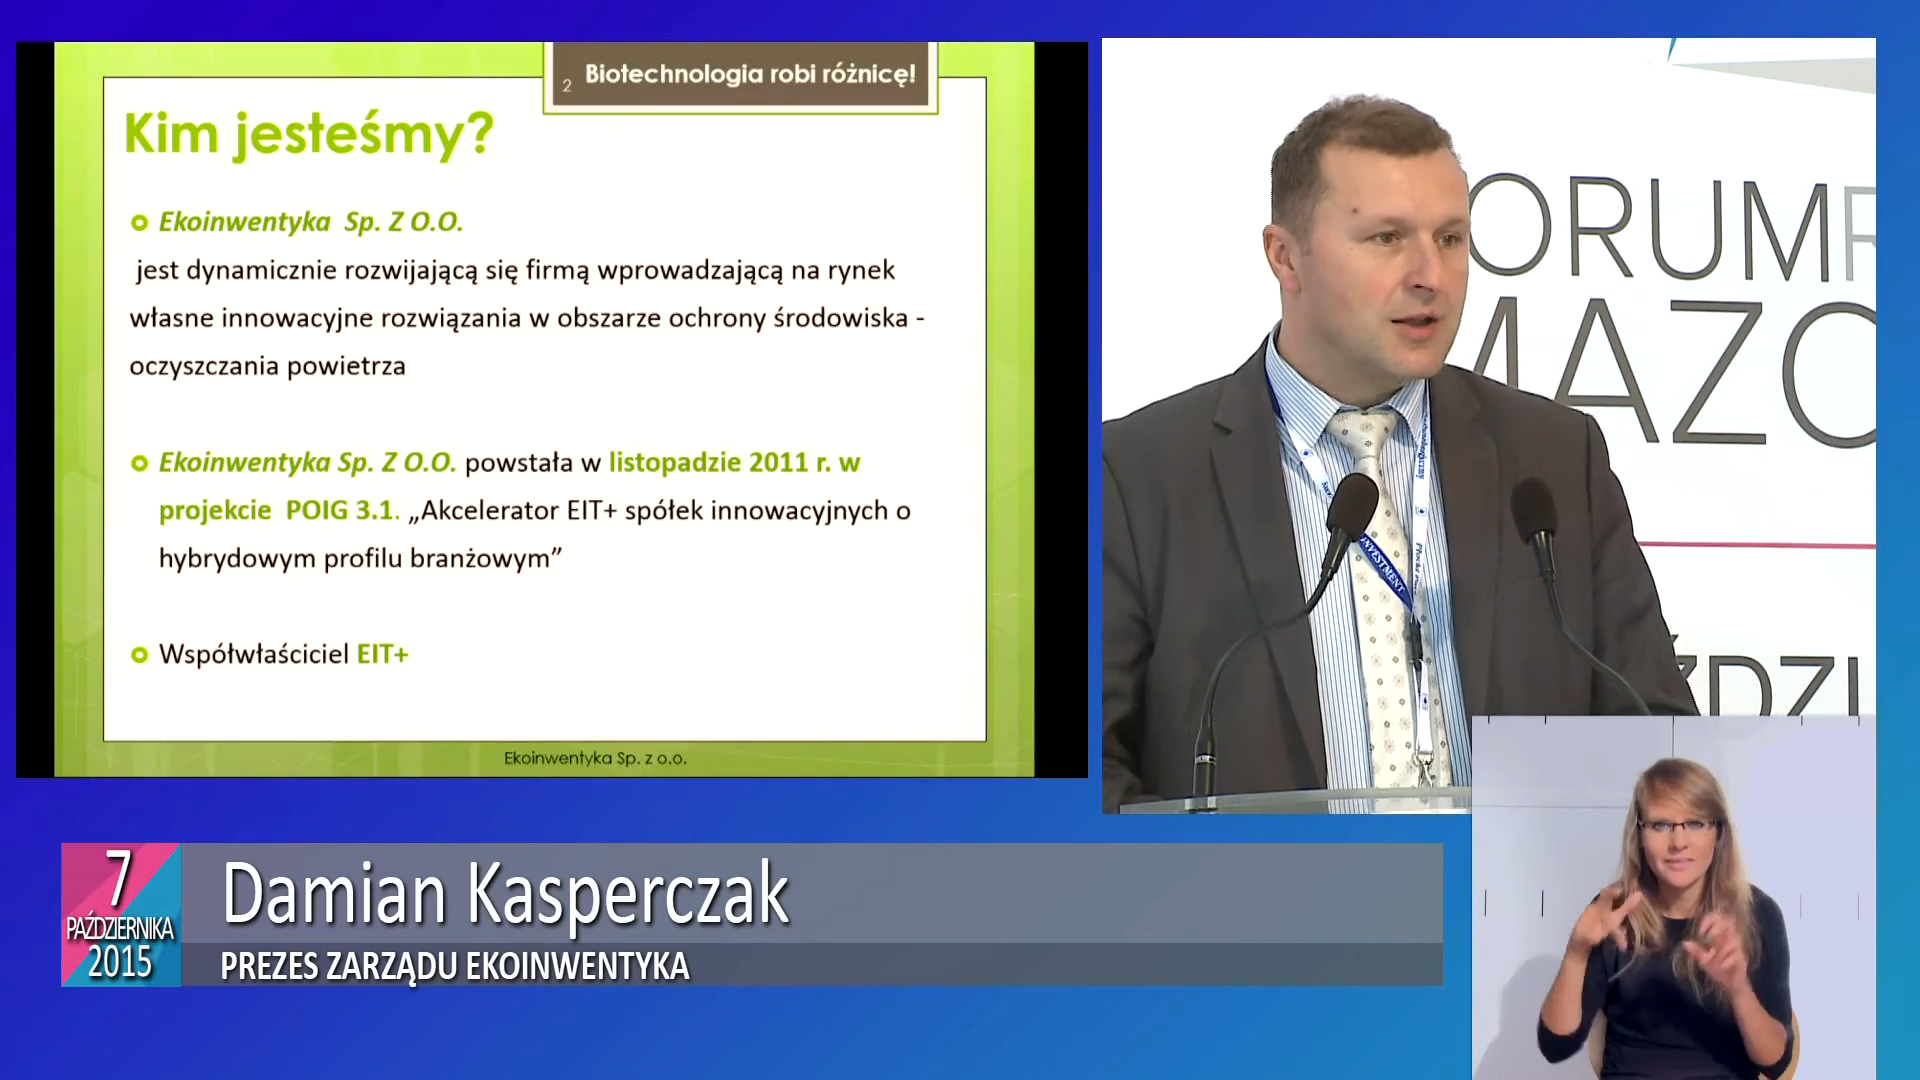 2 Biotechnologia robi różnicę!
Kim jesteśmy?
Ekoinwentyka Sp. Z O.O.
jest dynamicznie rozwijającą się firmą wprowadzającą na rynek
własne innowacyjne rozwiązania w obszarze ochrony środowiska -
oczyszczania powietrza
Ekoinwentyka Sp. Z O.O. powstała w listopadzie 2011 r. w
projekcie POIG 3.1. „Akcelerator EIT+ spółek innowacyjnych o
hybrydowym profilu branżowym”
Współwłaściciel EIT+
Ekoinwentyka Sp. z o.o.
ORUMR
MAZO
ŹDZI
INVESTMENT
7
PAŹDZIERNIKA
2015
Damian Kasperczak
PREZES ZARZĄDU EKOINWENTYKA